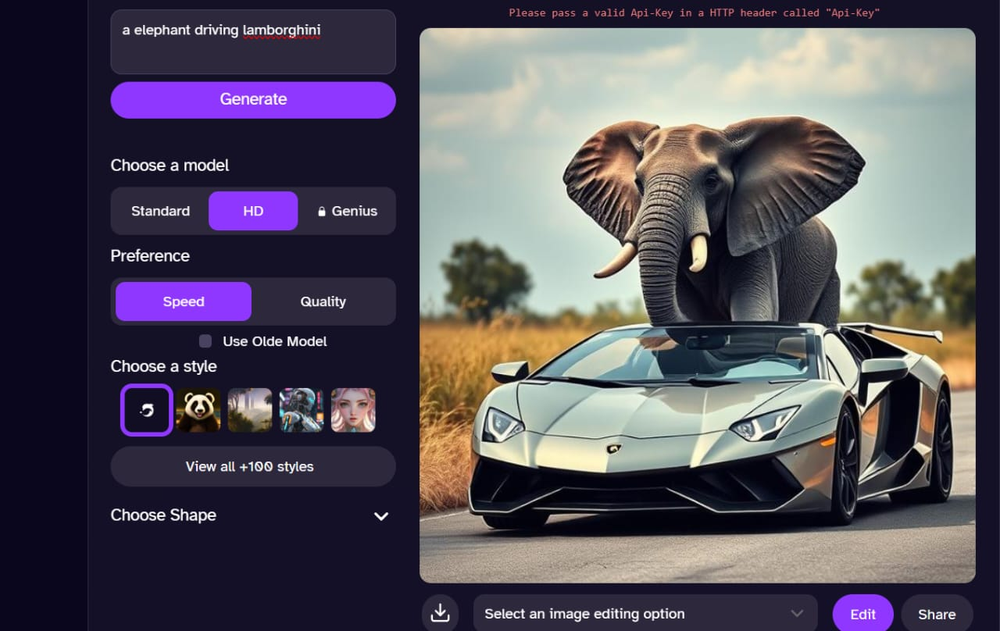 Please pass a valid Api-Key in a HTTP header called "Api-Key"
a elephant driving lamborghini
Generate
Choose a model
Standard HD Genius
Preference
Speed Quality
Use Olde Model
Choose a style
View all +100 styles
Choose Shape
Select an image editing option Edit Share